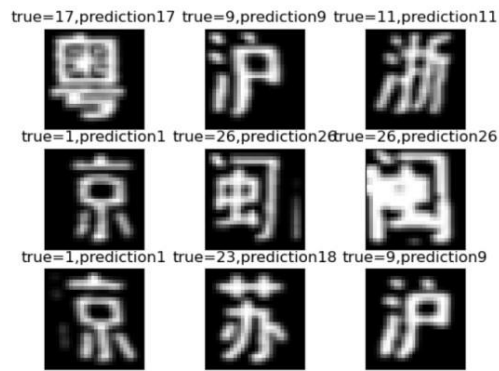 true=17,prediction17 true=9,prediction9 true=11,prediction11
粤 沪 浙
true=1,prediction1 true=26,prediction26 true=26,prediction26
京 闽 闽
true=1,prediction1 true=23,prediction18 true=9,prediction9
京 苏 沪